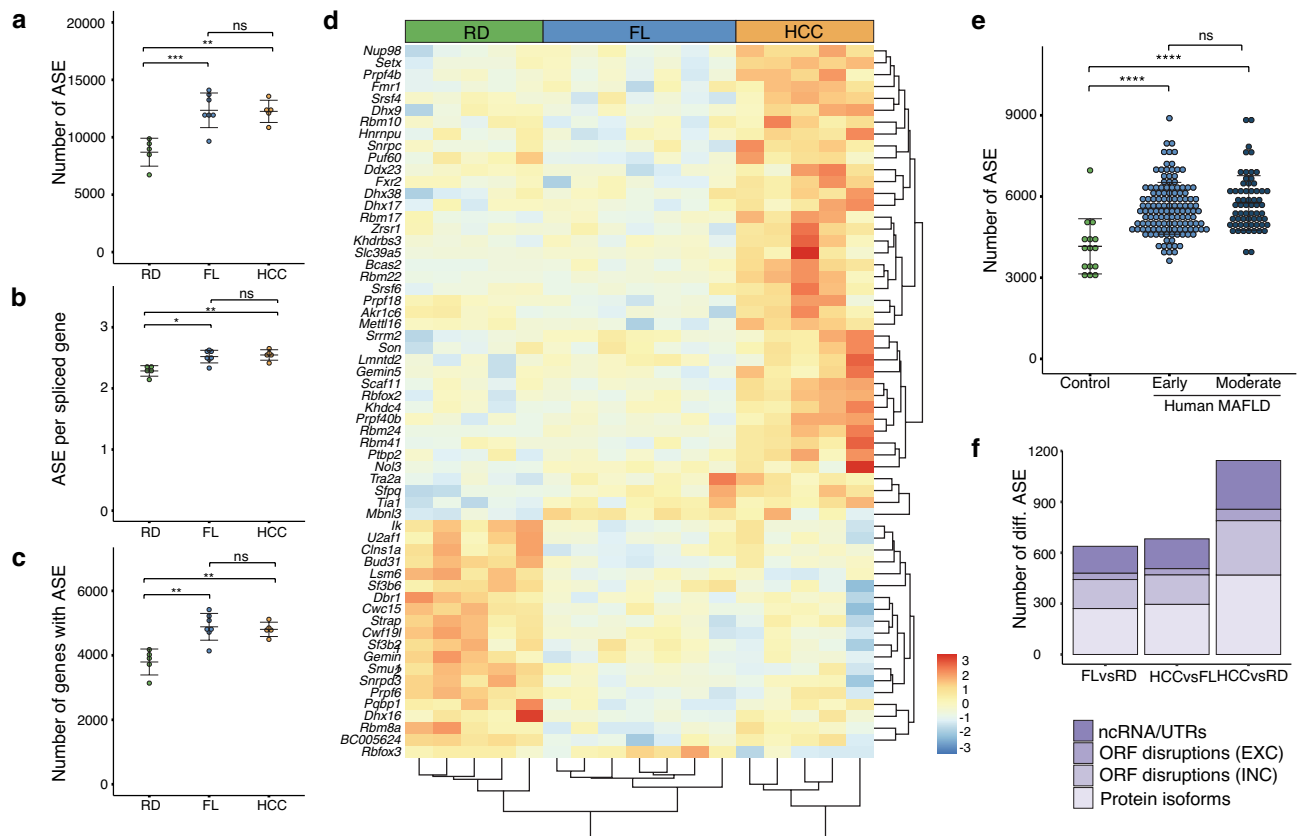 a
20000
15000
10000
5000
0
Number of ASE
ns
**
***
RD FL HCC
b
3
2
1
0
ASE per spliced gene
ns
**
*
RD FL HCC
c
6000
4000
2000
0
Number of genes with ASE
ns
**
**
RD FL HCC
d
RD FL HCC
Nup98
Setx
Prpf4b
Fmr1
Srsf4
Dhx9
Rbm10
Hnrnpu
Snrpc
Puf60
Ddx23
Fxr2
Dhx38
Dhx17
Rbm17
Zrsr1
Khdrbs3
Slc39a5
Bcas2
Rbm22
Srsf6
Prpf18
Akr1c6
Mettl16
Srrm2
Son
Lmntd2
Gemin5
Scaf11
Rbfox2
Khdc4
Prpf40b
Rbm24
Rbm41
Ptbp2
Nol3
Tra2a
Sfpq
Tia1
Mbnl3
Ik
U2af1
Clns1a
Bud31
Lsm6
Sf3b6
Dbr1
Cwc15
Strap
Cwf19l
Sf3b2
Gemin
Smu1
Snrpd3
Prpf6
Pqbp1
Dhx16
Rbm8a
BC005624
Rbfox3
3
2
1
0
-1
-2
-3
e
9000
6000
3000
0
Number of ASE
ns
****
****
Control Early Moderate
Human MAFLD
f
1200
900
600
300
0
Number of diff. ASE
FLvsRD HCCvsFL HCCvsRD
ncRNA/UTRs
ORF disruptions (EXC)
ORF disruptions (INC)
Protein isoforms